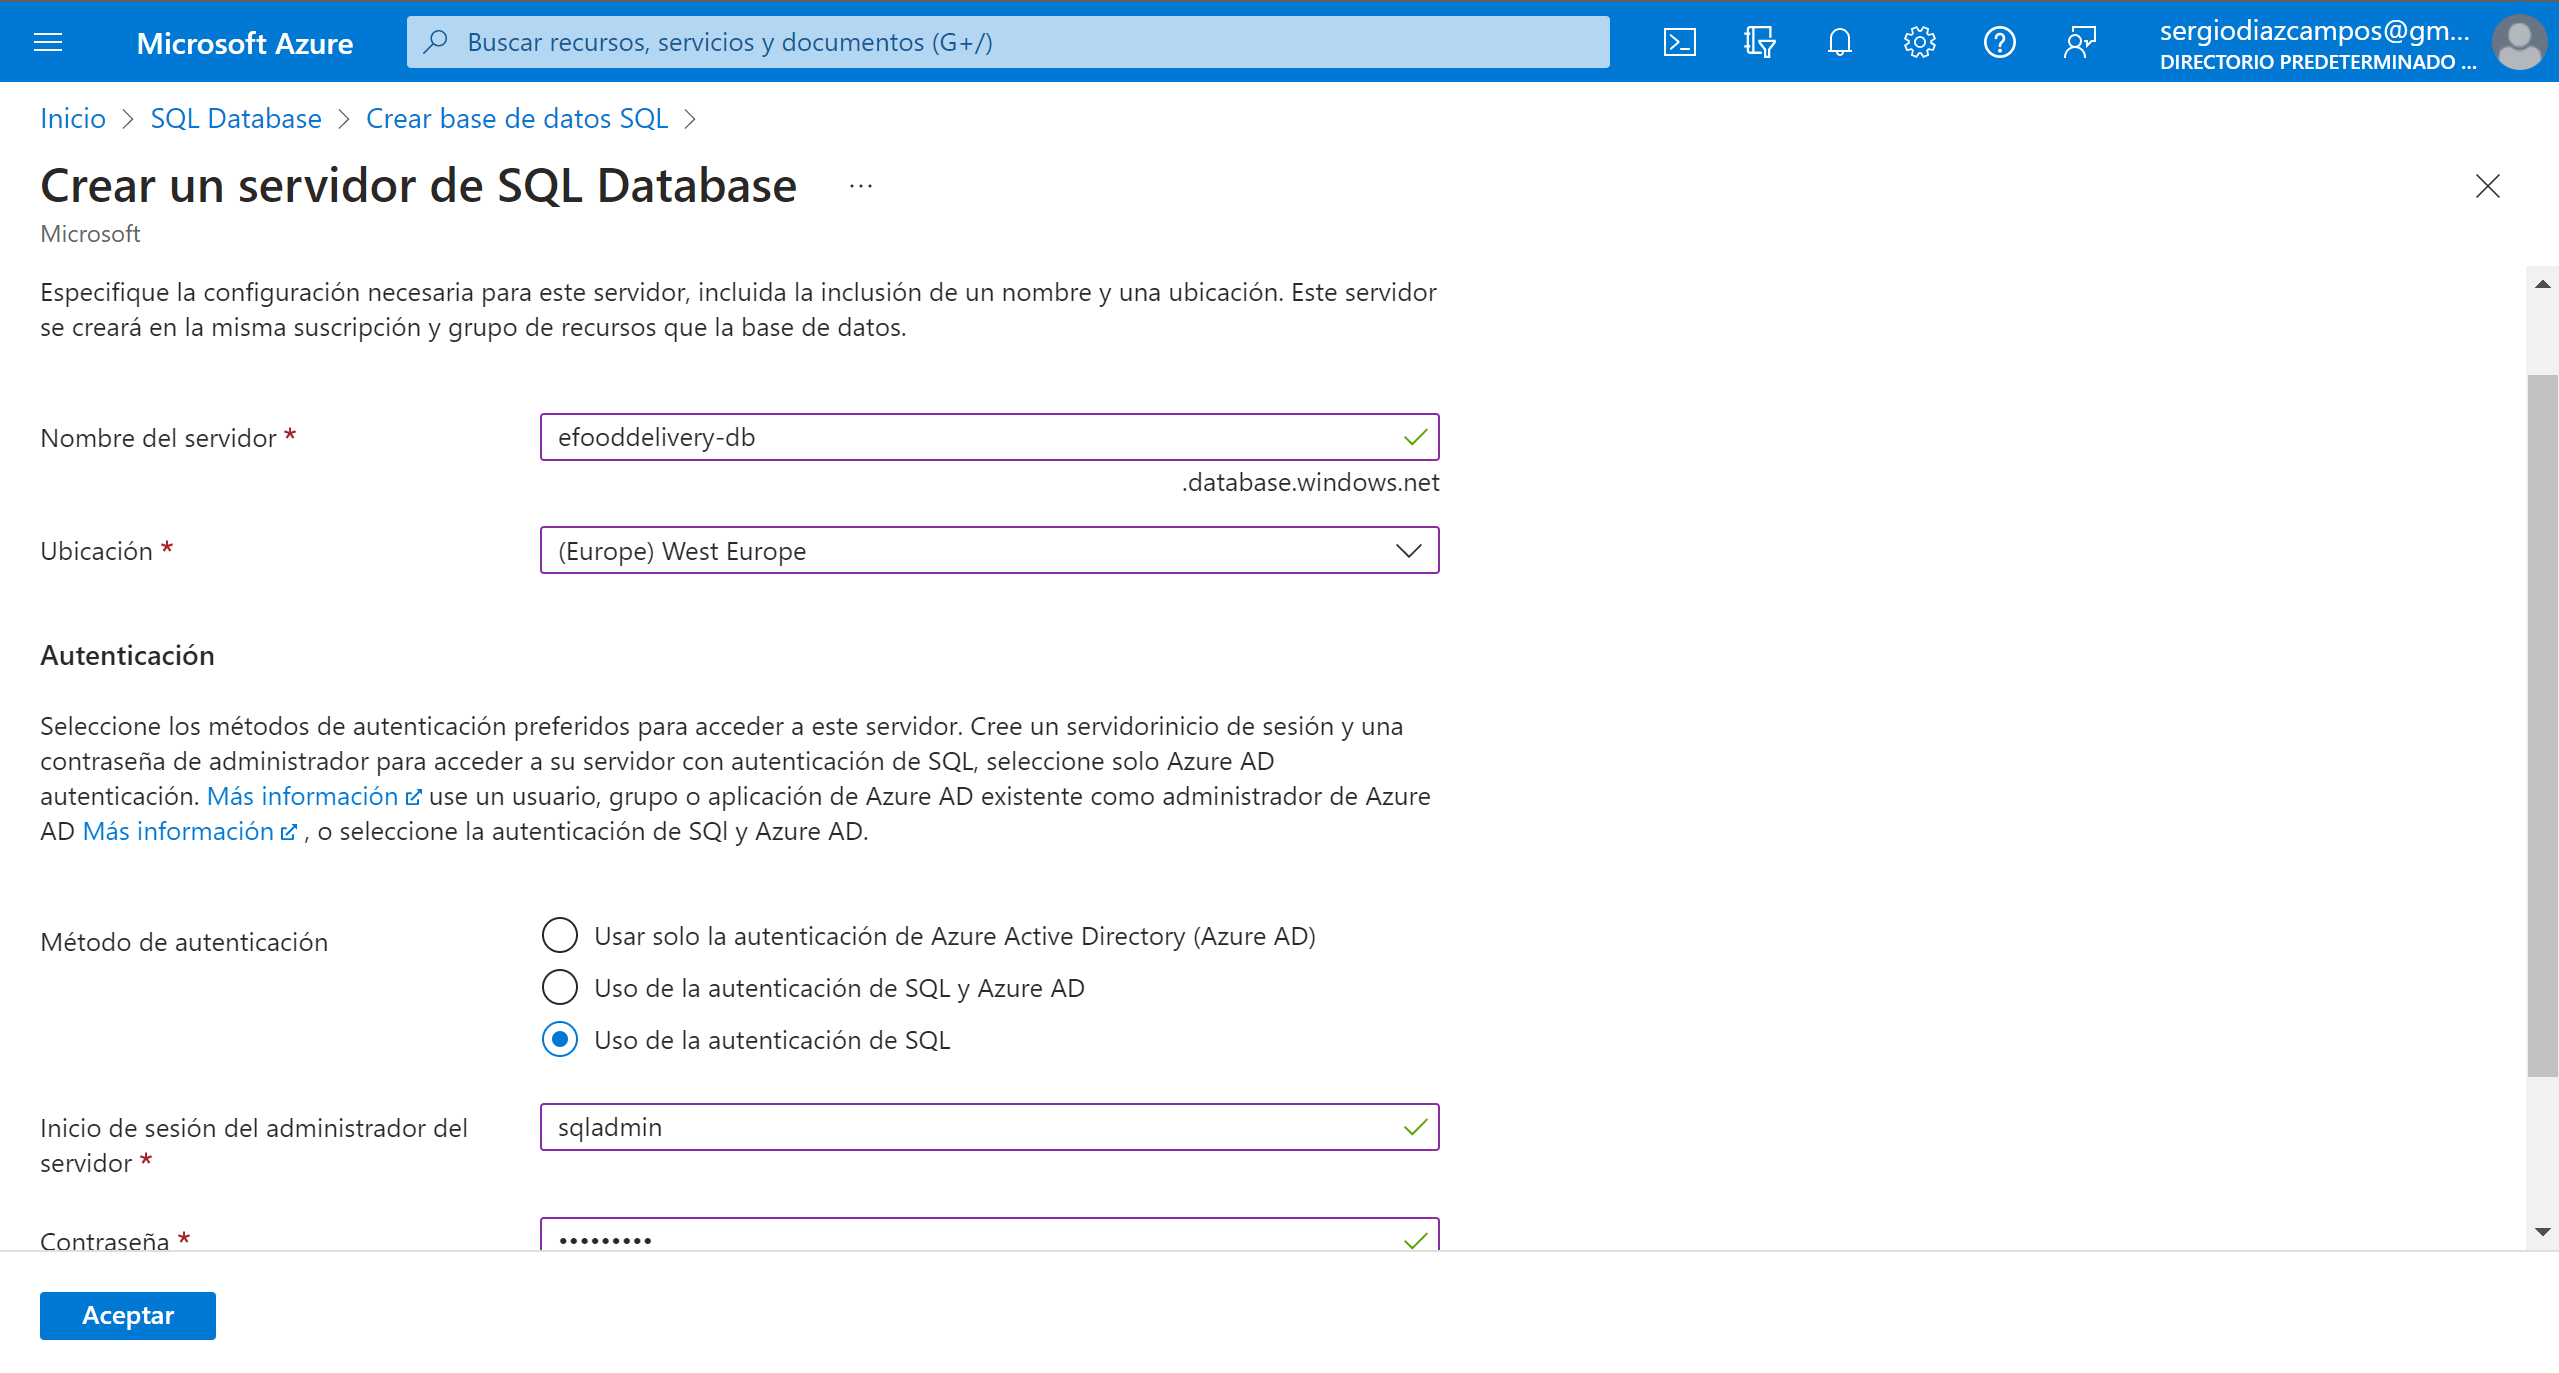 Microsoft Azure
Buscar recursos, servicios y documentos (G+/)
sergiodiazcampos@gm...
DIRECTORIO PREDETERMINADO ...
Inicio > SQL Database > Crear base de datos SQL >
Crear un servidor de SQL Database ...
Microsoft
Especifique la configuración necesaria para este servidor, incluida la inclusión de un nombre y una ubicación. Este servidor
se creará en la misma suscripción y grupo de recursos que la base de datos.
Nombre del servidor *
efooddelivery-db
.database.windows.net
Ubicación *
(Europe) West Europe
Autenticación
Seleccione los métodos de autenticación preferidos para acceder a este servidor. Cree un servidorinicio de sesión y una
contraseña de administrador para acceder a su servidor con autenticación de SQL, seleccione solo Azure AD
autenticación. Más información use un usuario, grupo o aplicación de Azure AD existente como administrador de Azure
AD Más información , o seleccione la autenticación de SQl y Azure AD.
Método de autenticación
Usar solo la autenticación de Azure Active Directory (Azure AD)
Uso de la autenticación de SQL y Azure AD
Uso de la autenticación de SQL
Inicio de sesión del administrador del
servidor *
sqladmin
Contraseña *
•••••••••
Aceptar